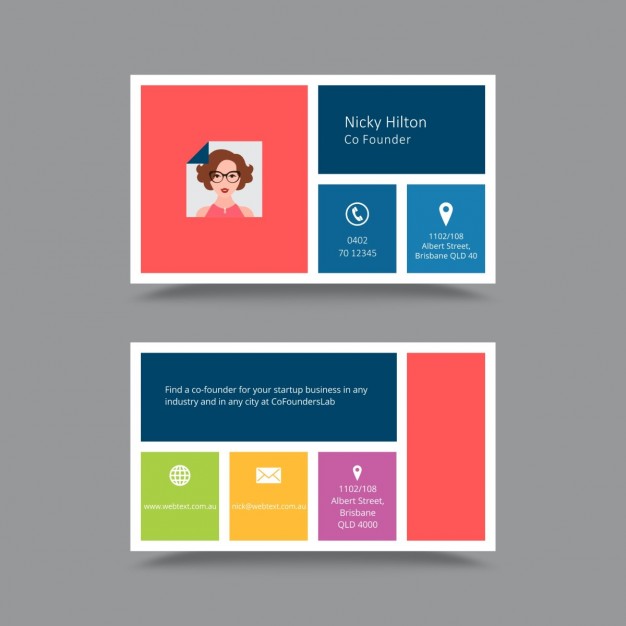 Nicky Hilton
Co Founder
0402
70 12345
1102/108
Albert Street,
Brisbane QLD 40
Find a co-founder for your startup business in any
industry and in any city at CoFoundersLab
www.webtext.com.au
nick@webtext.com.au
1102/108
Albert Street,
Brisbane
QLD 4000